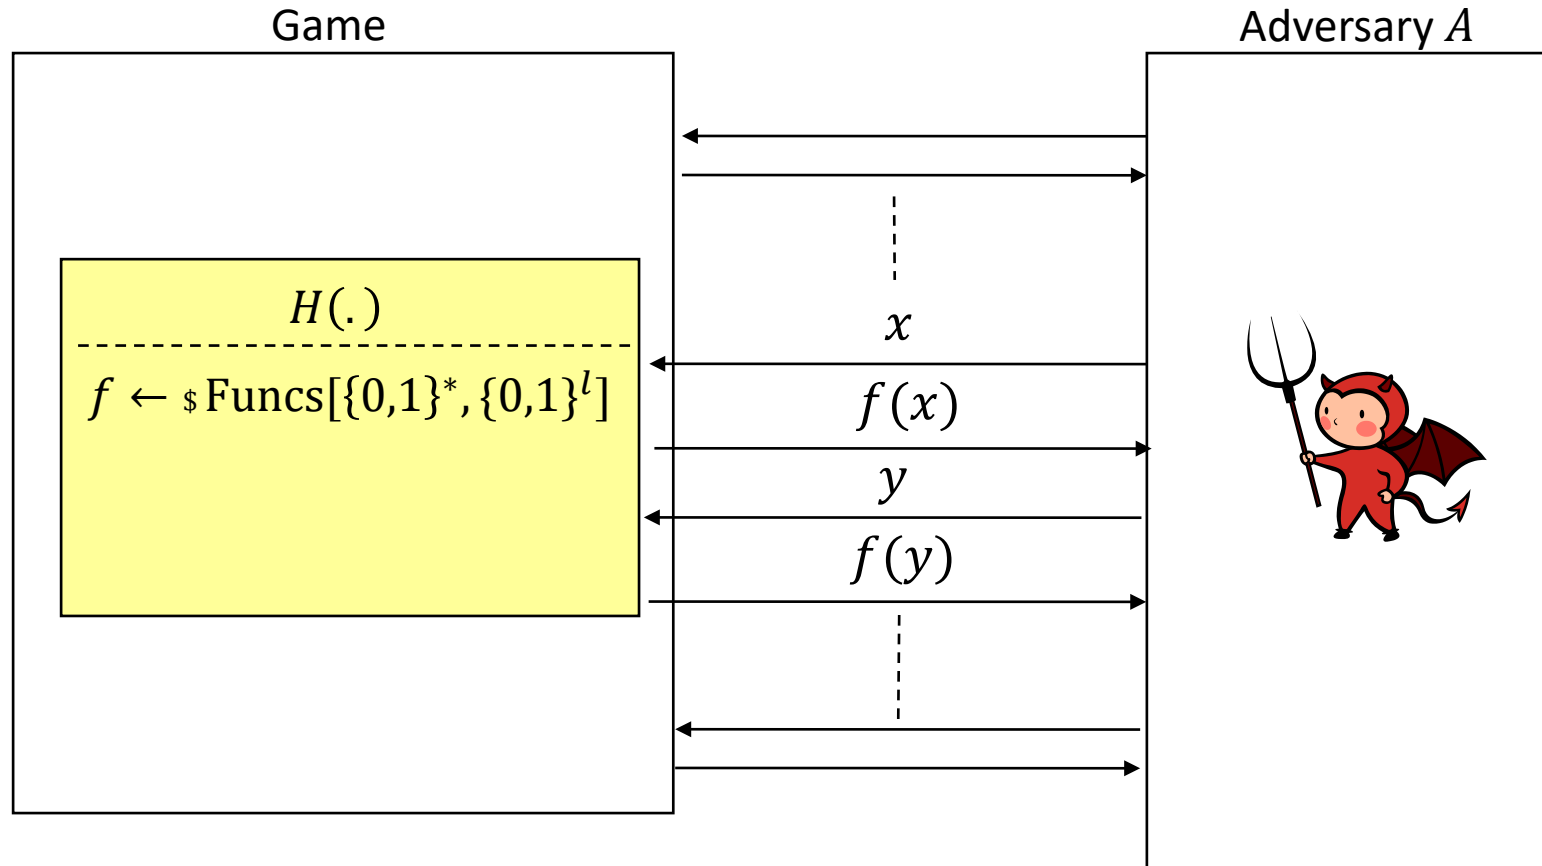 Game
Adversary A
H(.)
f ← $ Funcs[{0,1}*, {0,1}^l]
x
f(x)
y
f(y)